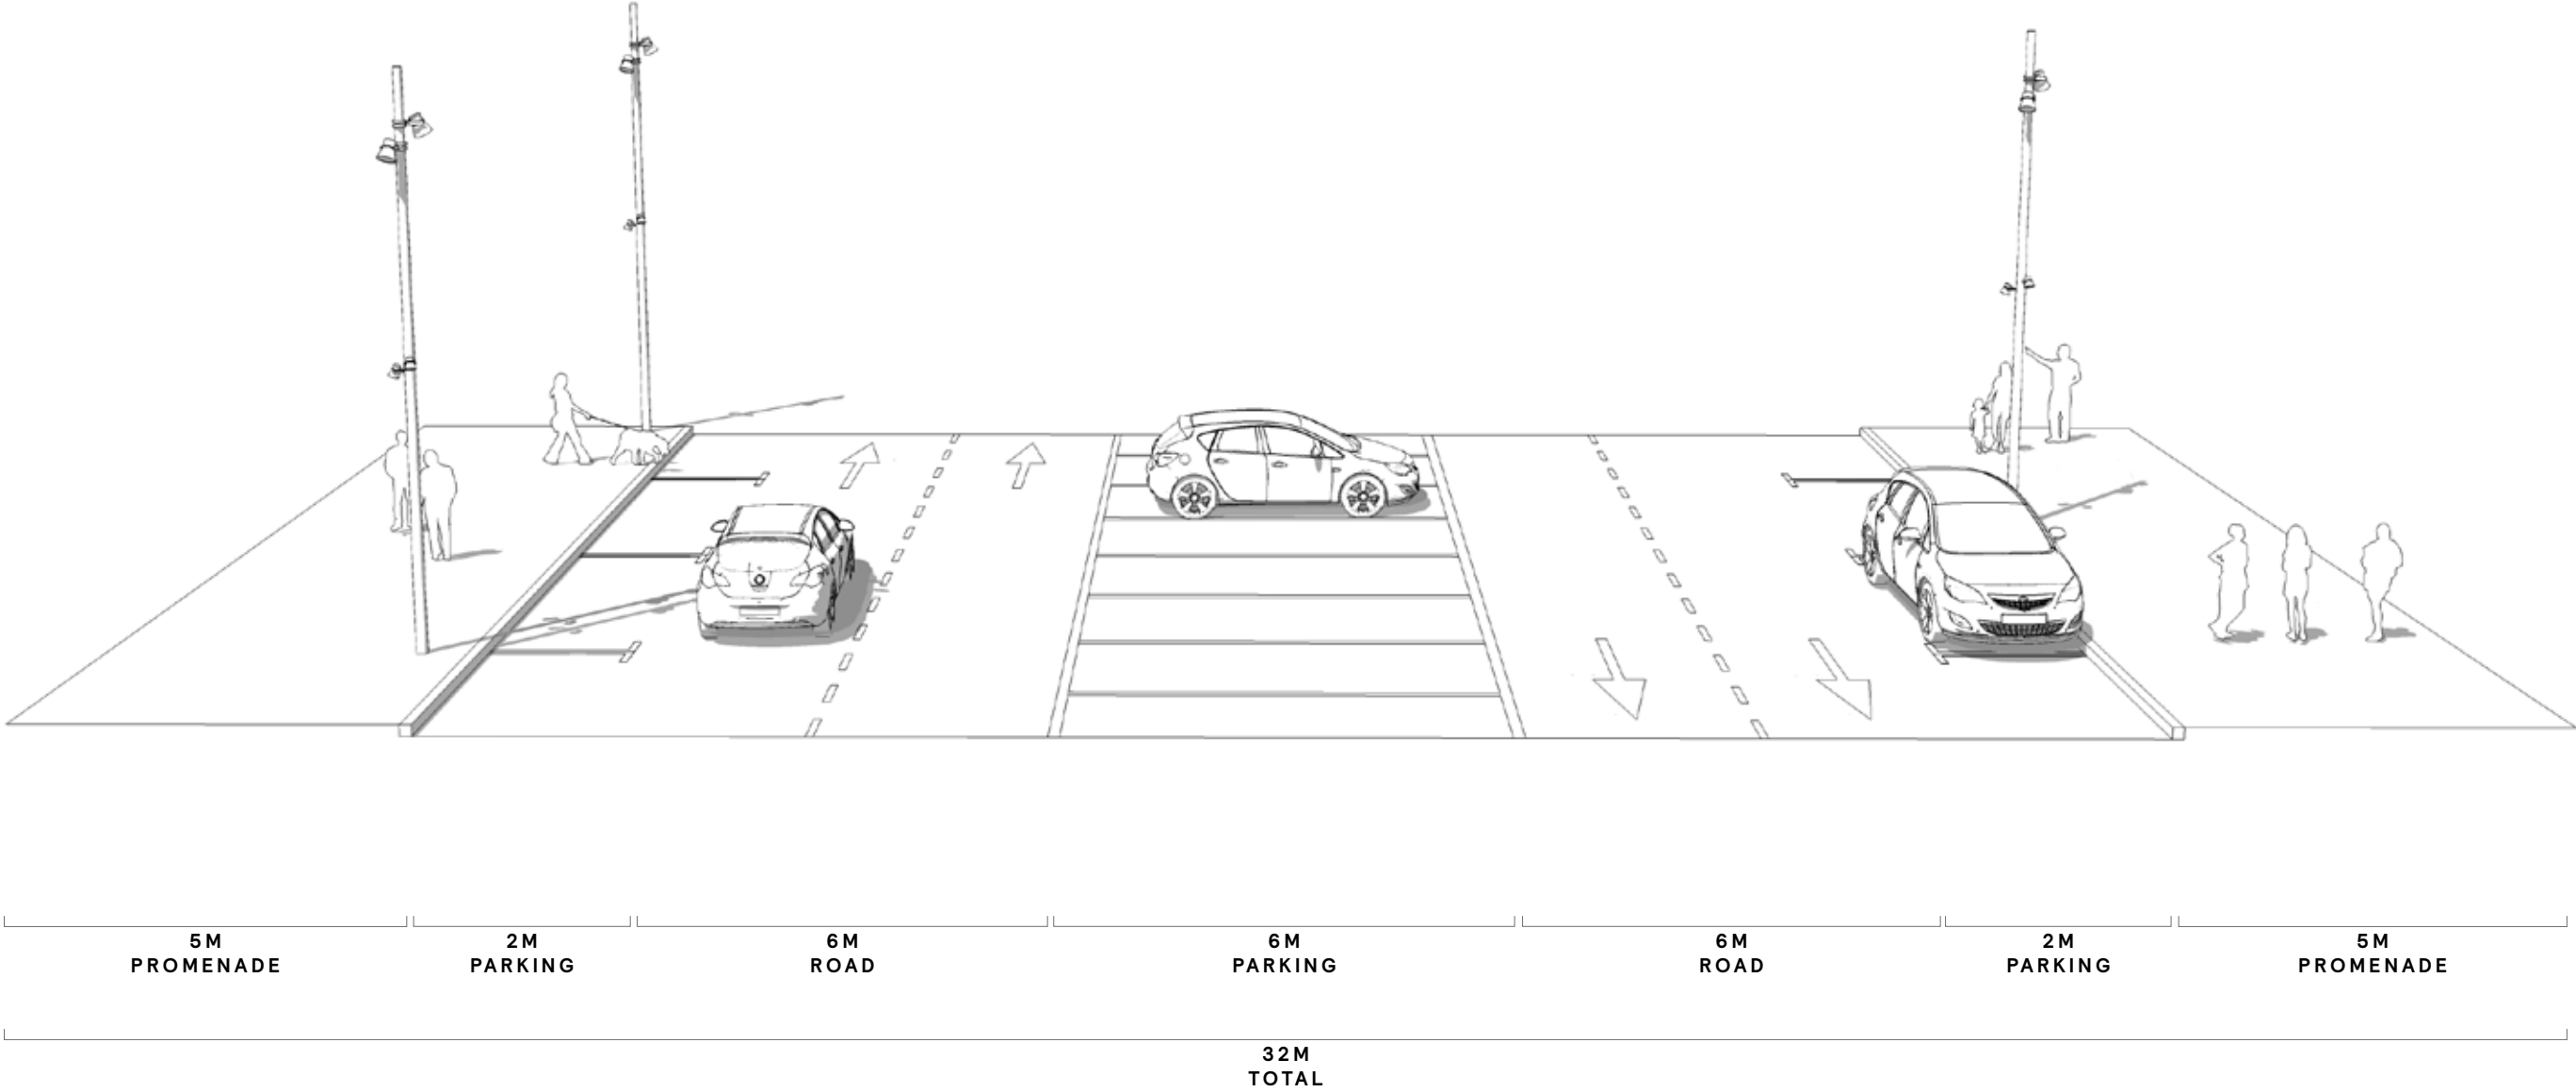 5M
PROMENADE
2M
PARKING
6M
ROAD
6M
PARKING
6M
ROAD
2M
PARKING
5M
PROMENADE
32M
TOTAL